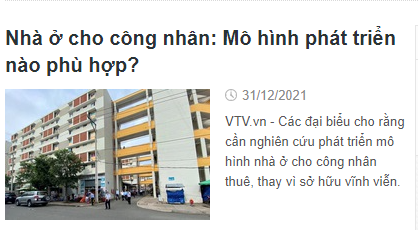 Nhà ở cho công nhân: Mô hình phát triển
nào phù hợp?
31/12/2021
VTV.vn - Các đại biểu cho rằng
cần nghiên cứu phát triển mô
hình nhà ở cho công nhân
thuê, thay vì sở hữu vĩnh viễn.